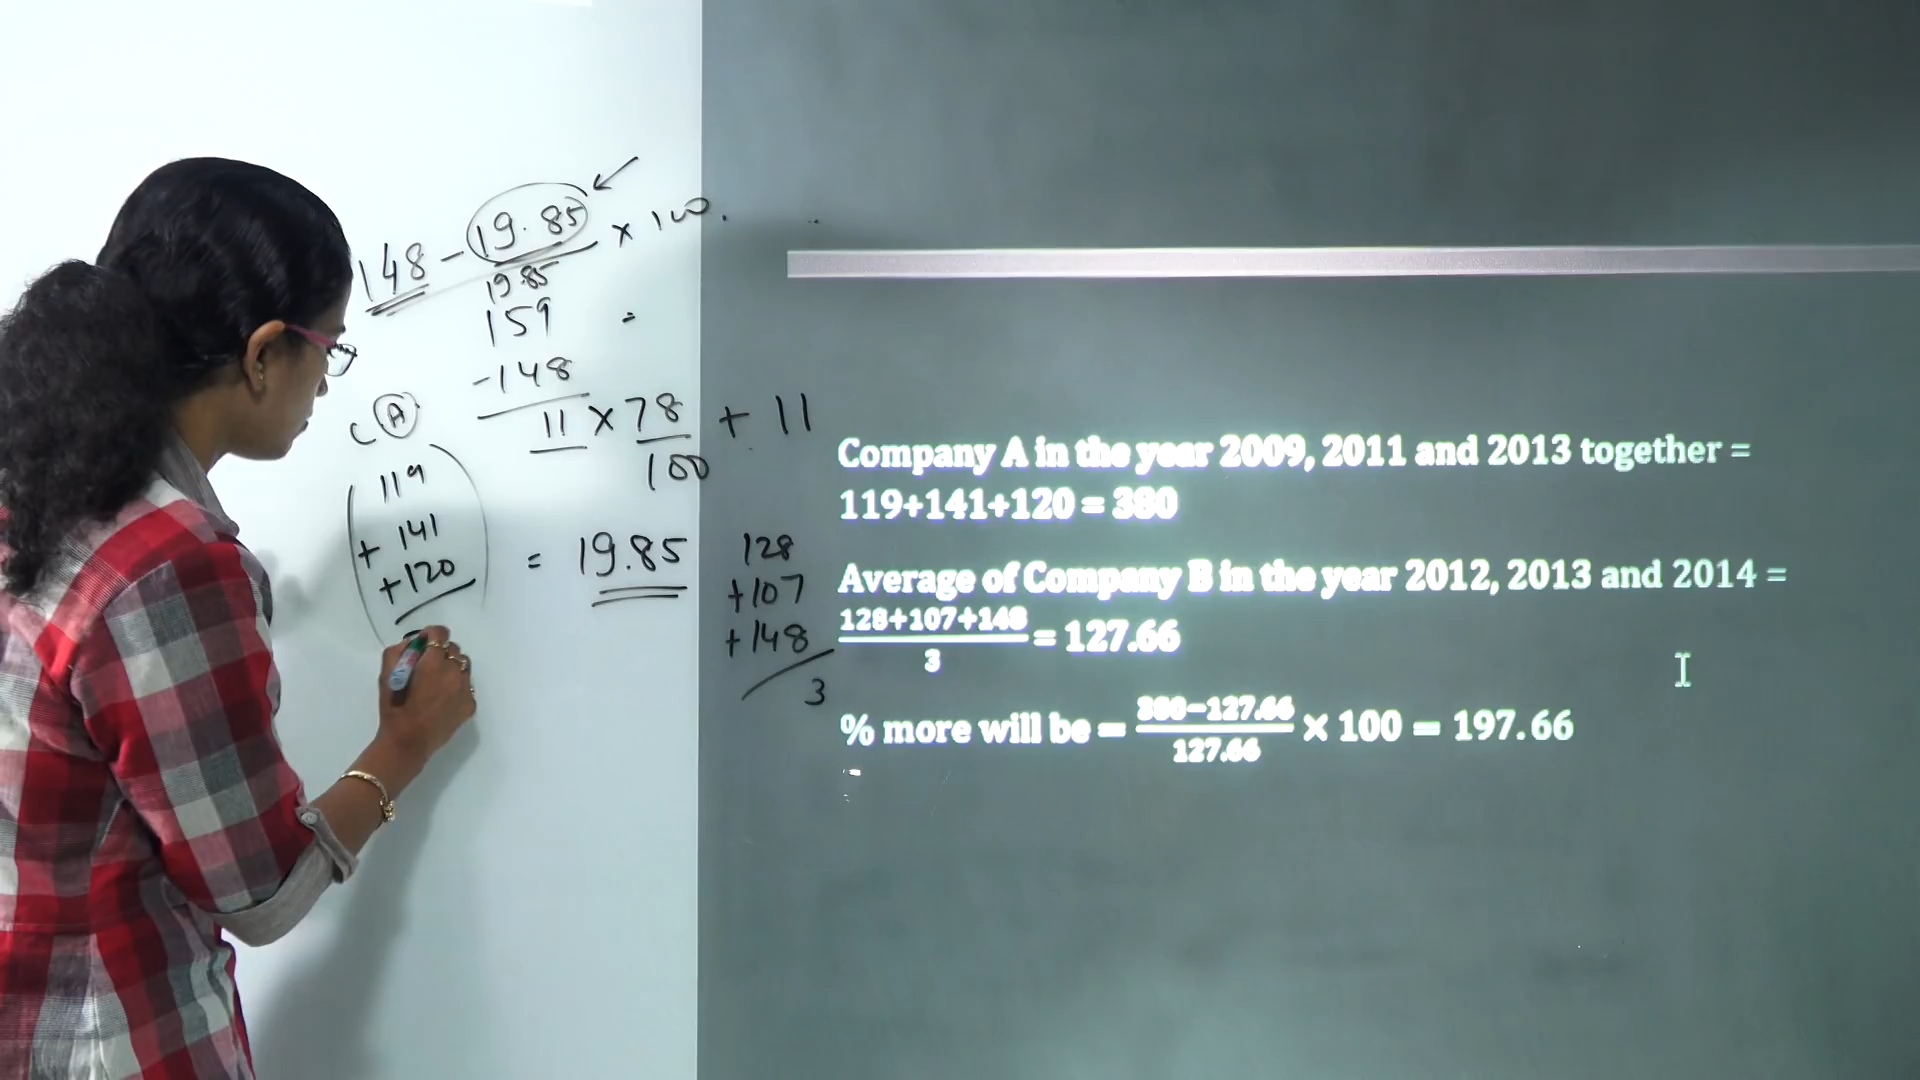 148 - 19.85 x 100.
19.85
159 =
-148
11 x 78 + 11
100
= 19.85
C A
119
+ 141
+120
128
+107
+148
3
Company A in the year 2009, 2011 and 2013 together =
119+141+120 = 380
Average of Company B in the year 2012, 2013 and 2014 =
128+107+148
3
= 127.66
% more will be = 380−127.66
127.66
× 100 = 197.66